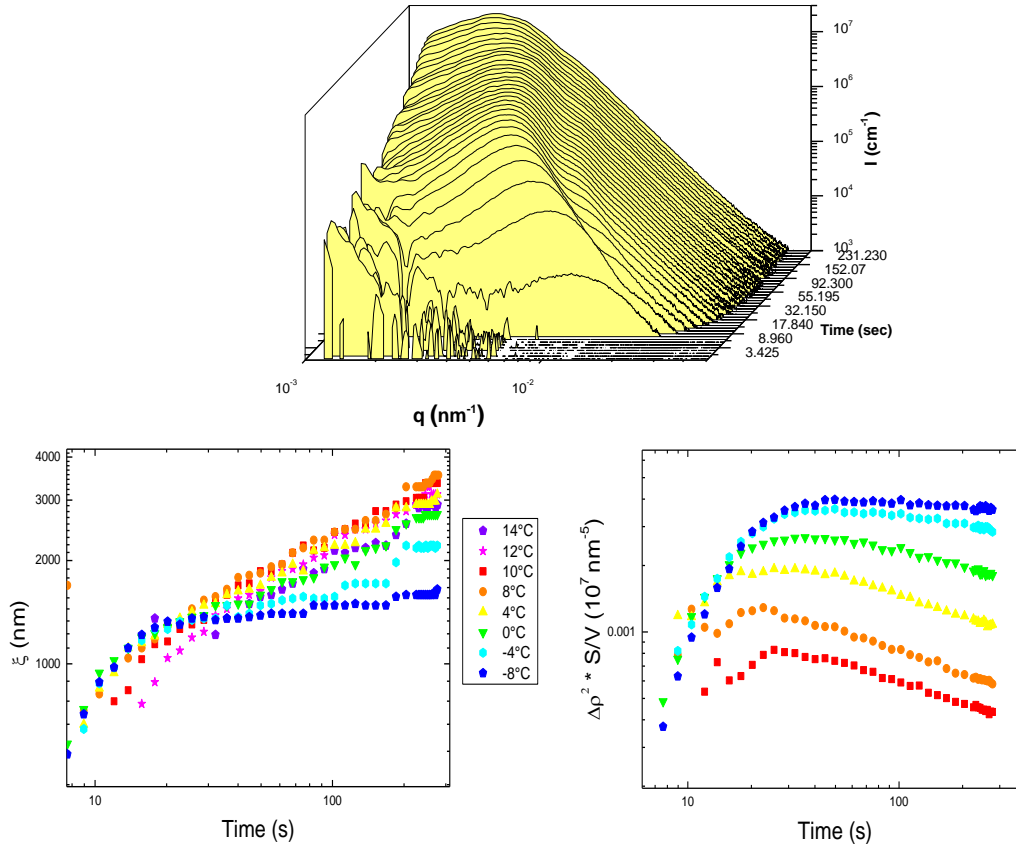 10⁷
10⁶
10⁵
10⁴
10³
I (cm⁻¹)
231.230
152.07
92.300
55.195
32.150
17.840
8.960
3.425
Time (sec)
10⁻³
10⁻²
q (nm⁻¹)
4000
3000
2000
1000
ξ (nm)
10
100
Time (s)
14°C
12°C
10°C
8°C
4°C
0°C
-4°C
-8°C
0.001
Δρ² * S/V (10⁷ nm⁻⁵)
10
100
Time (s)